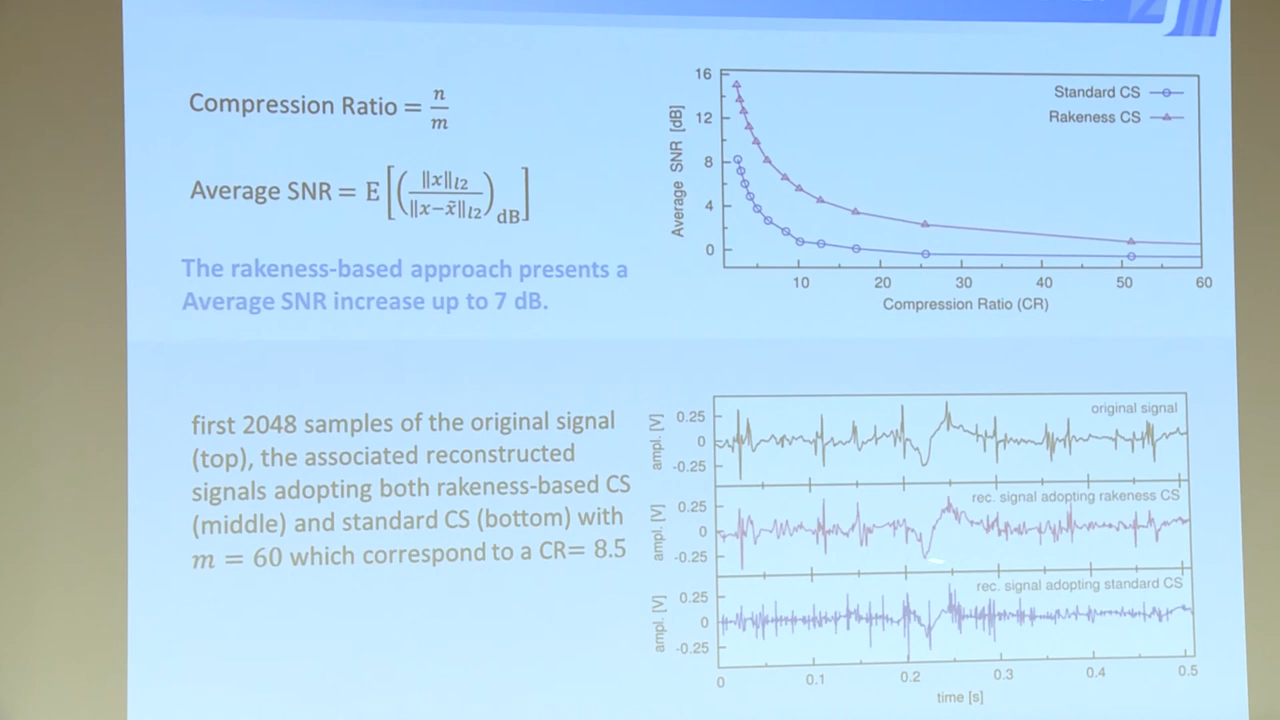 Compression Ratio = n/m
Average SNR = E[(‖x‖l2 / ‖x−x̃‖l2)dB]
The rakeness-based approach presents a
Average SNR increase up to 7 dB.
16
12
8
4
0
Average SNR [dB]
Standard CS
Rakeness CS
10 20 30 40 50 60
Compression Ratio (CR)
first 2048 samples of the original signal
(top), the associated reconstructed
signals adopting both rakeness-based CS
(middle) and standard CS (bottom) with
m = 60 which correspond to a CR= 8.5
original signal
ampl. [V]
0.25
0
-0.25
rec. signal adopting rakeness CS
ampl. [V]
0.25
0
-0.25
rec. signal adopting standard CS
ampl. [V]
0.25
0
-0.25
0 0.1 0.2 0.3 0.4 0.5
time [s]